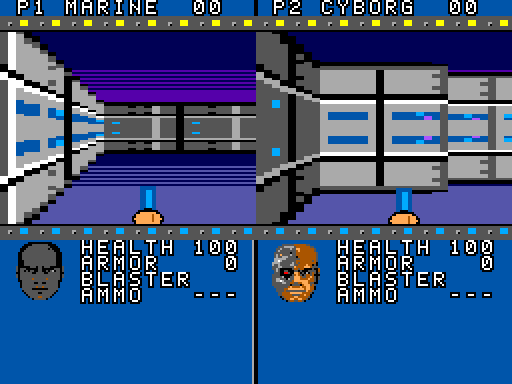 P1 MARINE 00 P2 CYBORG 00
HEALTH 100 HEALTH 100
ARMOR 0 ARMOR 0
BLASTER BLASTER
AMMO --- AMMO ---